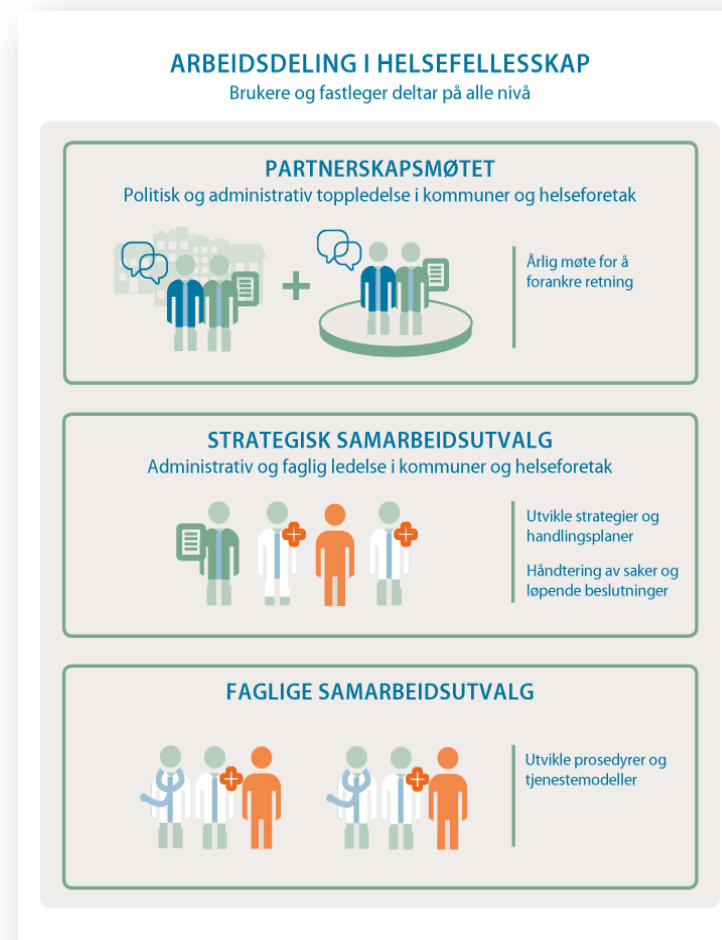 ARBEIDSDELING I HELSEFELLESSKAP
Brukere og fastleger deltar på alle nivå
PARTNERSKAPSMØTET
Politisk og administrativ toppledelse i kommuner og helseforetak
Årlig møte for å
forankre retning
STRATEGISK SAMARBEIDSUTVALG
Administrativ og faglig ledelse i kommuner og helseforetak
Utvikle strategier og
handlingsplaner
Håndtering av saker og
løpende beslutninger
FAGLIGE SAMARBEIDSUTVALG
Utvikle prosedyrer og
tjenestemodeller